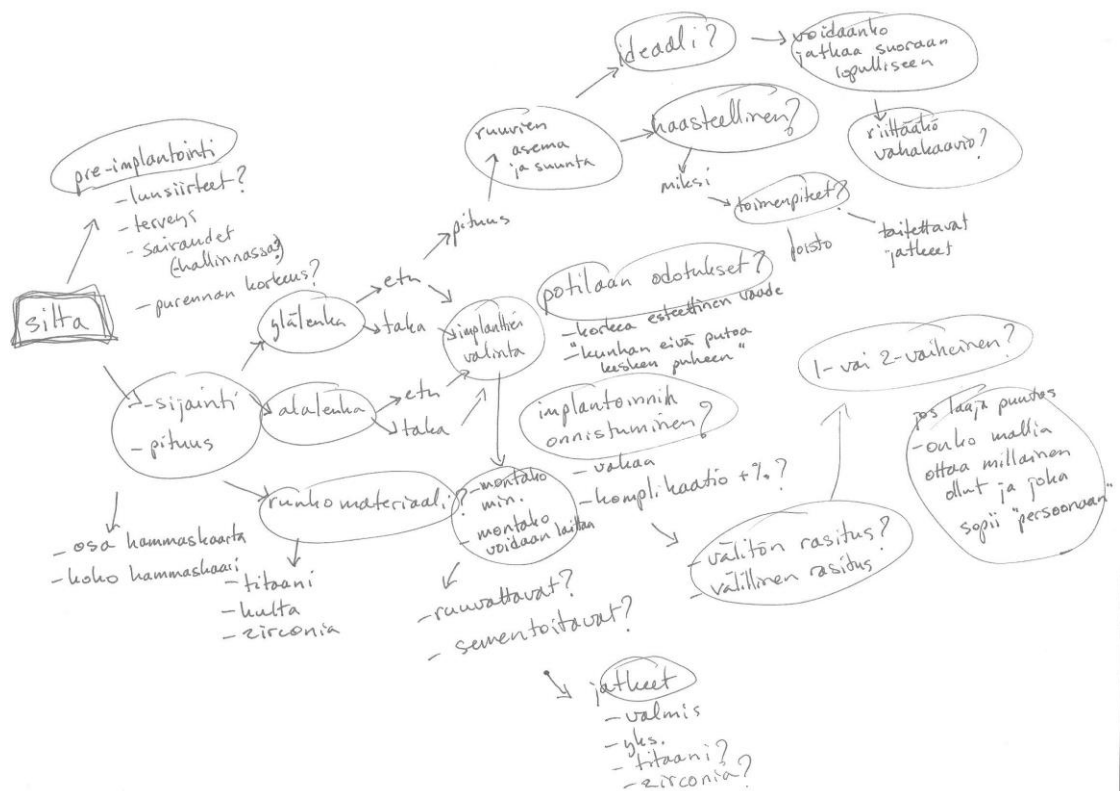 silta
pre-implantointi
- luusiirteet?
- terveys
- sairaudet
(-hallinnassa?)
- purennan korkeus?
- sijainti
- pituus
- osa hammaskaarta
- koko hammaskaari
yläleuka
etu
taka
alaleuka
etu
taka
runkomateriaali?
- titaani
- kulta
- zirconia
pituus
implanttien
valinta
- montako
min.
- montako
voidaan laittaa
- ruuvattavat?
- sementoitavat?
jatkeet
- valmis
- yks.
- titaani?
- zirconia?
ruuvien
asema
ja suunta
ideaali?
voidaanko
jatkaa suoraan
lopulliseen
riittääkö
vahakaavio?
haasteellinen?
miksi
toimenpiteet?
poisto
taitettavat
jatkeet
potilaan odotukset?
- korkea esteettinen vaade
- "kunhan eivä putoa
kesken puheen"
implantoinnin
onnistuminen?
- vakaa
- komplikaatio +%.?
- välitön rasitus?
- välillinen rasitus
1- vai 2-vaiheinen?
jos laaja puutos
- onko mallia
ottaa millainen
ollut ja joka
sopii "persoonaan"